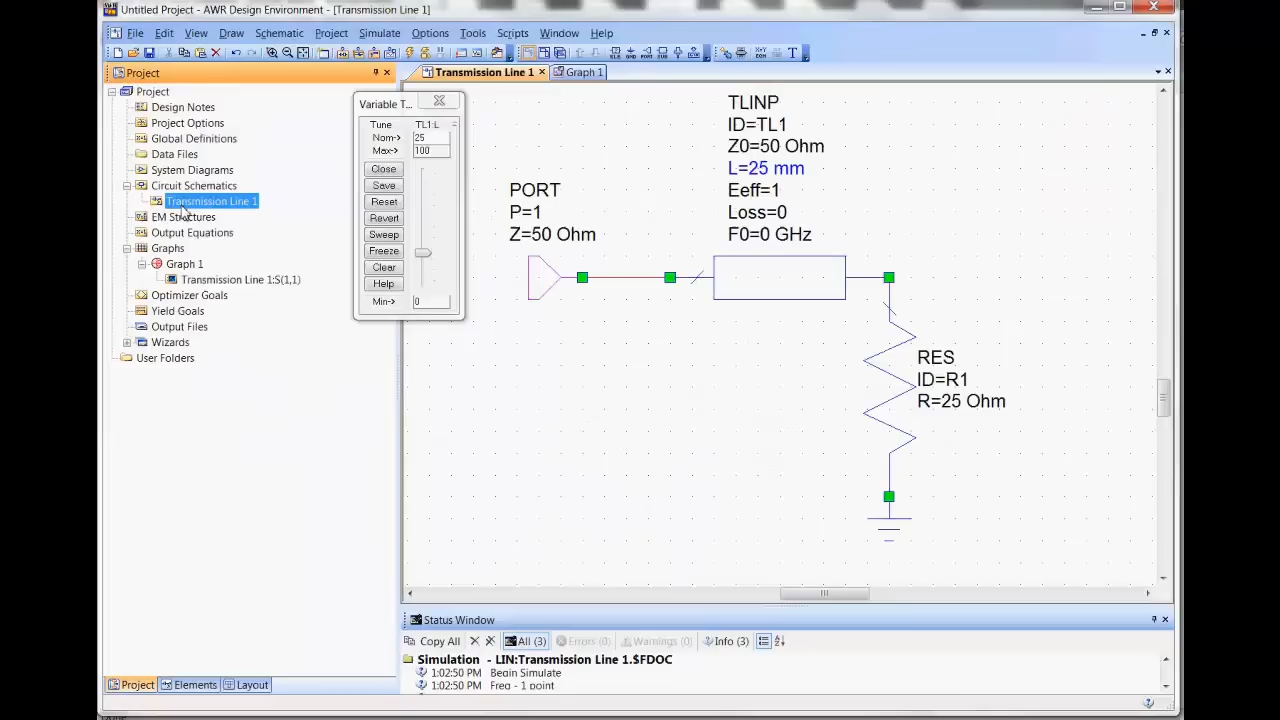 Untitled Project - AWR Design Environment - [Transmission Line 1]
File Edit View Draw Schematic Project Simulate Options Tools Scripts Window Help
Project
Project
Design Notes
Project Options
Global Definitions
Data Files
System Diagrams
Circuit Schematics
Transmission Line 1
EM Structures
Output Equations
Graphs
Graph 1
Transmission Line 1:S(1,1)
Optimizer Goals
Yield Goals
Output Files
Wizards
User Folders
Project Elements Layout
Variable T...
Tune TL1:L
Nom-> 25
Max-> 100
Close
Save
Reset
Revert
Sweep
Freeze
Clear
Help
Min-> 0
Transmission Line 1 Graph 1
PORT
P=1
Z=50 Ohm
TLINP
ID=TL1
Z0=50 Ohm
L=25 mm
Eeff=1
Loss=0
F0=0 GHz
RES
ID=R1
R=25 Ohm
Status Window
Copy All All (3) Errors (0) Warnings (0) Info (3)
Simulation - LIN:Transmission Line 1.$FDOC
1:02:50 PM Begin Simulate
1:02:50 PM Freq - 1 point